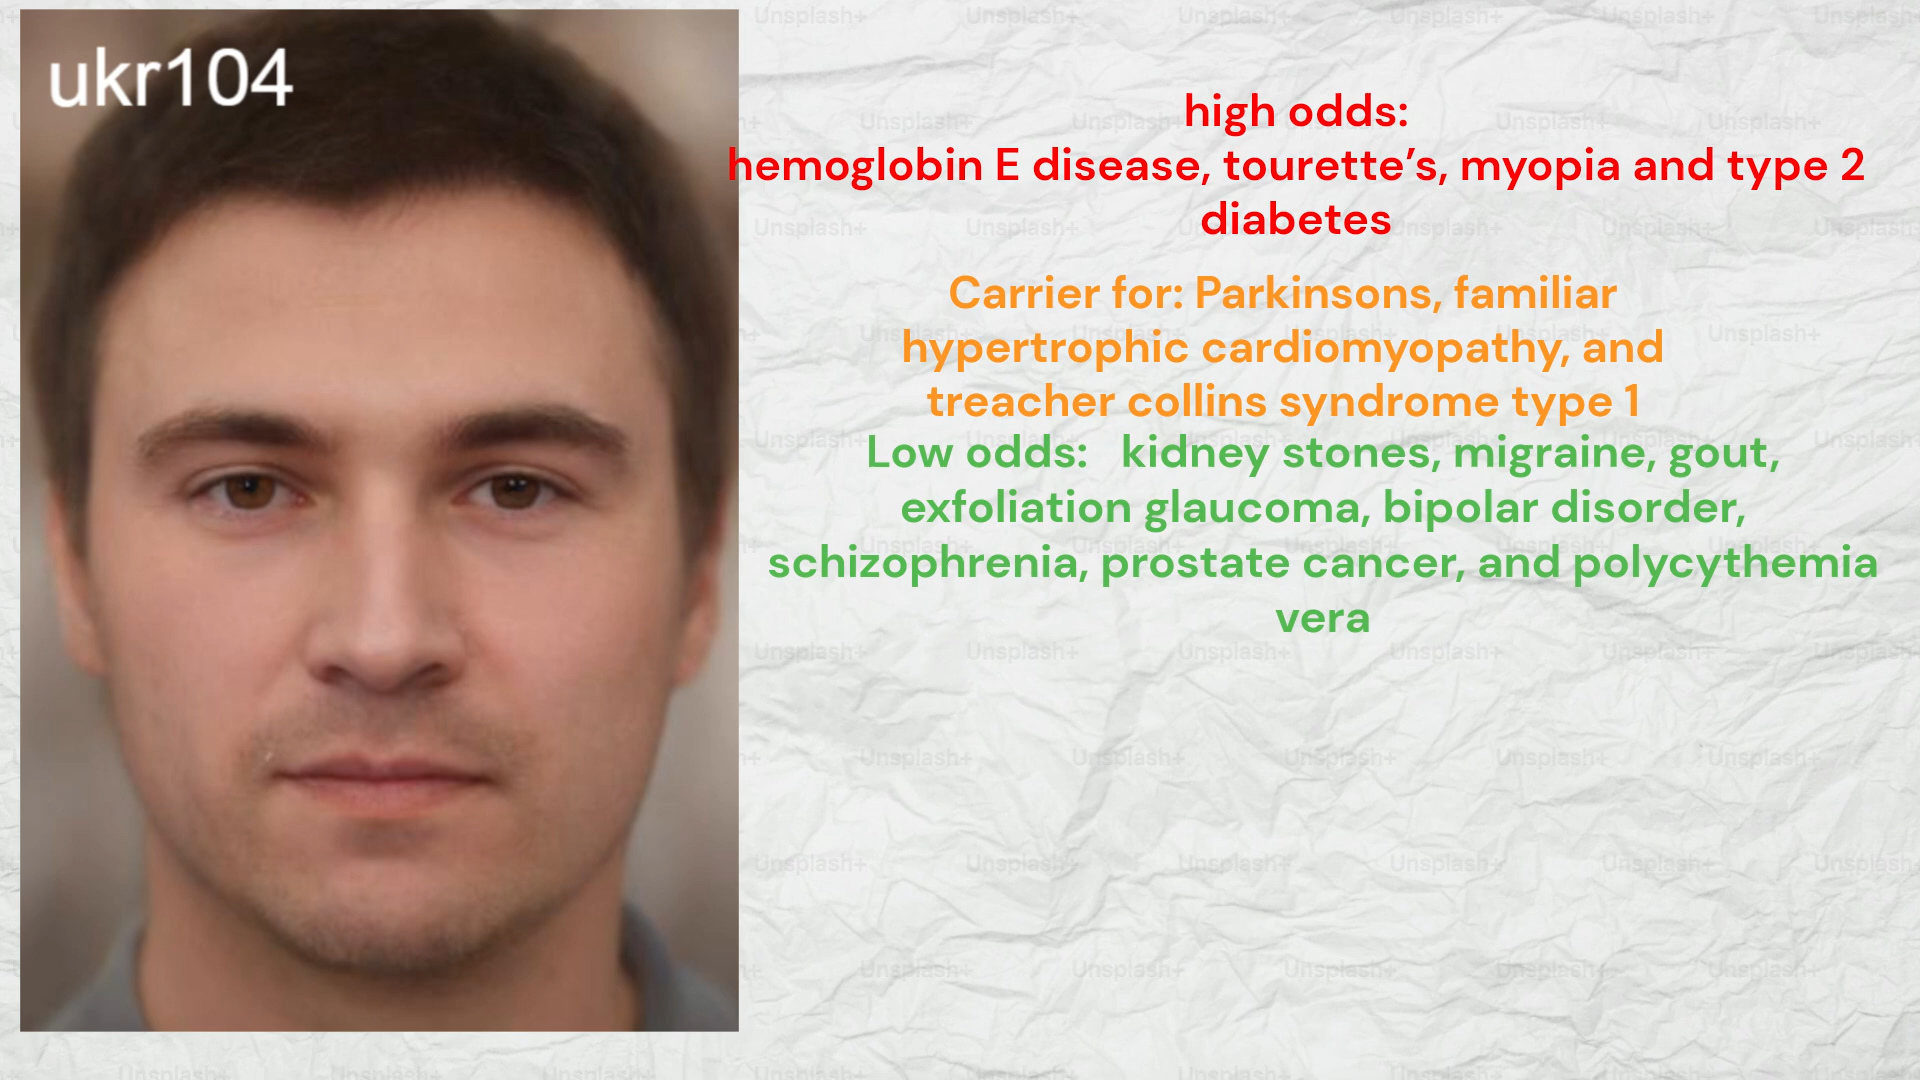 ukr104
high odds:
hemoglobin E disease, tourette’s, myopia and type 2
diabetes
Carrier for: Parkinsons, familiar
hypertrophic cardiomyopathy, and
treacher collins syndrome type 1
Low odds:   kidney stones, migraine, gout,
exfoliation glaucoma, bipolar disorder,
schizophrenia, prostate cancer, and polycythemia
vera
Unsplash+